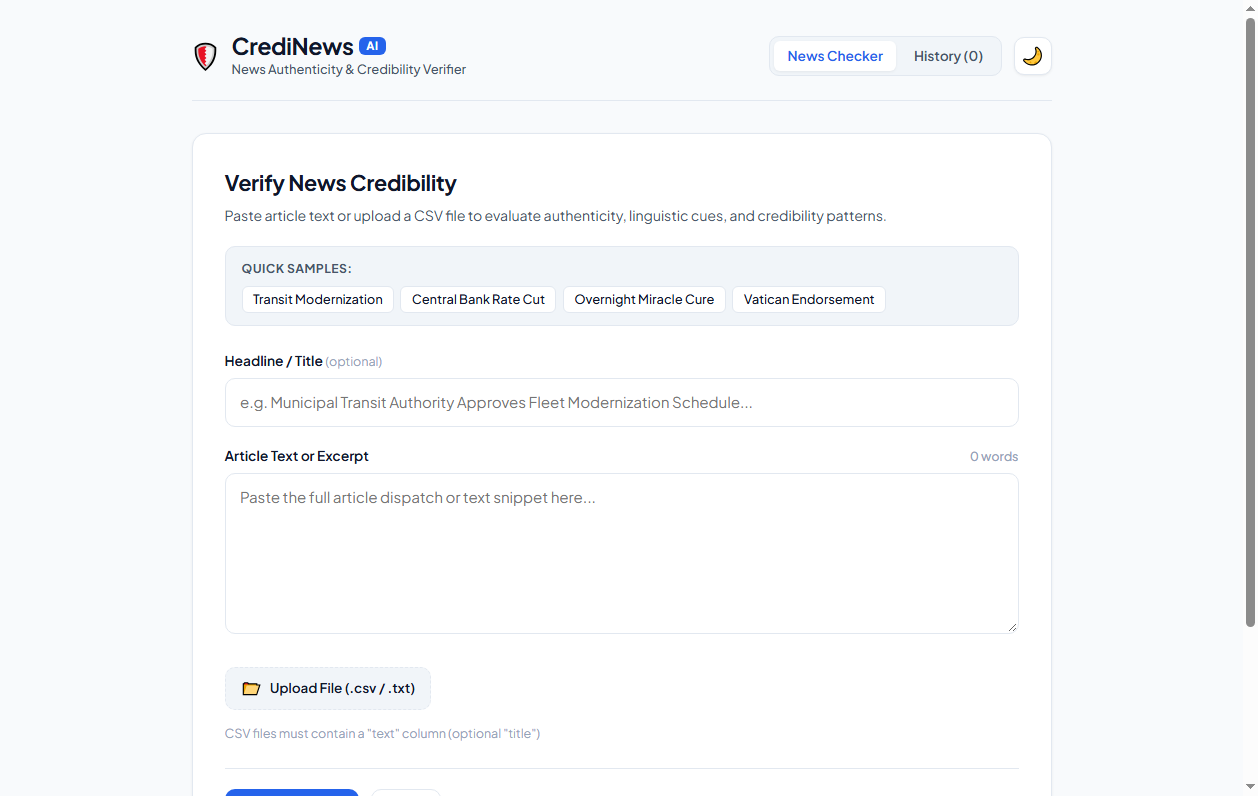 CrediNews AI
News Authenticity & Credibility Verifier
News Checker
History (0)
Verify News Credibility
Paste article text or upload a CSV file to evaluate authenticity, linguistic cues, and credibility patterns.
QUICK SAMPLES:
Transit Modernization
Central Bank Rate Cut
Overnight Miracle Cure
Vatican Endorsement
Headline / Title (optional)
e.g. Municipal Transit Authority Approves Fleet Modernization Schedule...
Article Text or Excerpt
0 words
Paste the full article dispatch or text snippet here...
Upload File (.csv / .txt)
CSV files must contain a "text" column (optional "title")